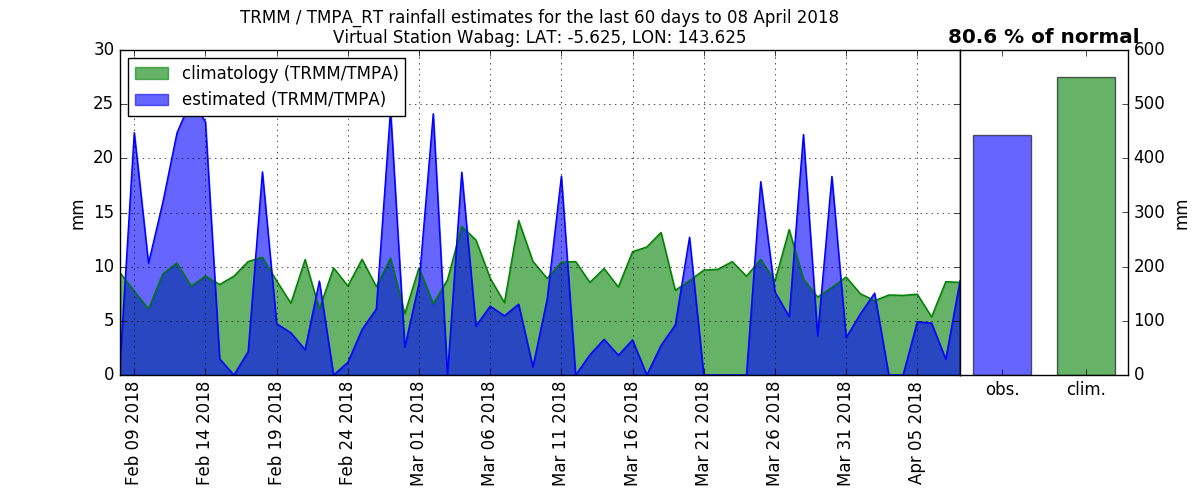 TRMM / TMPA_RT rainfall estimates for the last 60 days to 08 April 2018
Virtual Station Wabag: LAT: -5.625, LON: 143.625
80.6 % of normal
climatology (TRMM/TMPA)
estimated (TRMM/TMPA)
30
25
20
15
10
5
0
mm
Feb 09 2018
Feb 14 2018
Feb 19 2018
Feb 24 2018
Mar 01 2018
Mar 06 2018
Mar 11 2018
Mar 16 2018
Mar 21 2018
Mar 26 2018
Mar 31 2018
Apr 05 2018
obs.
clim.
600
500
400
300
200
100
0
mm